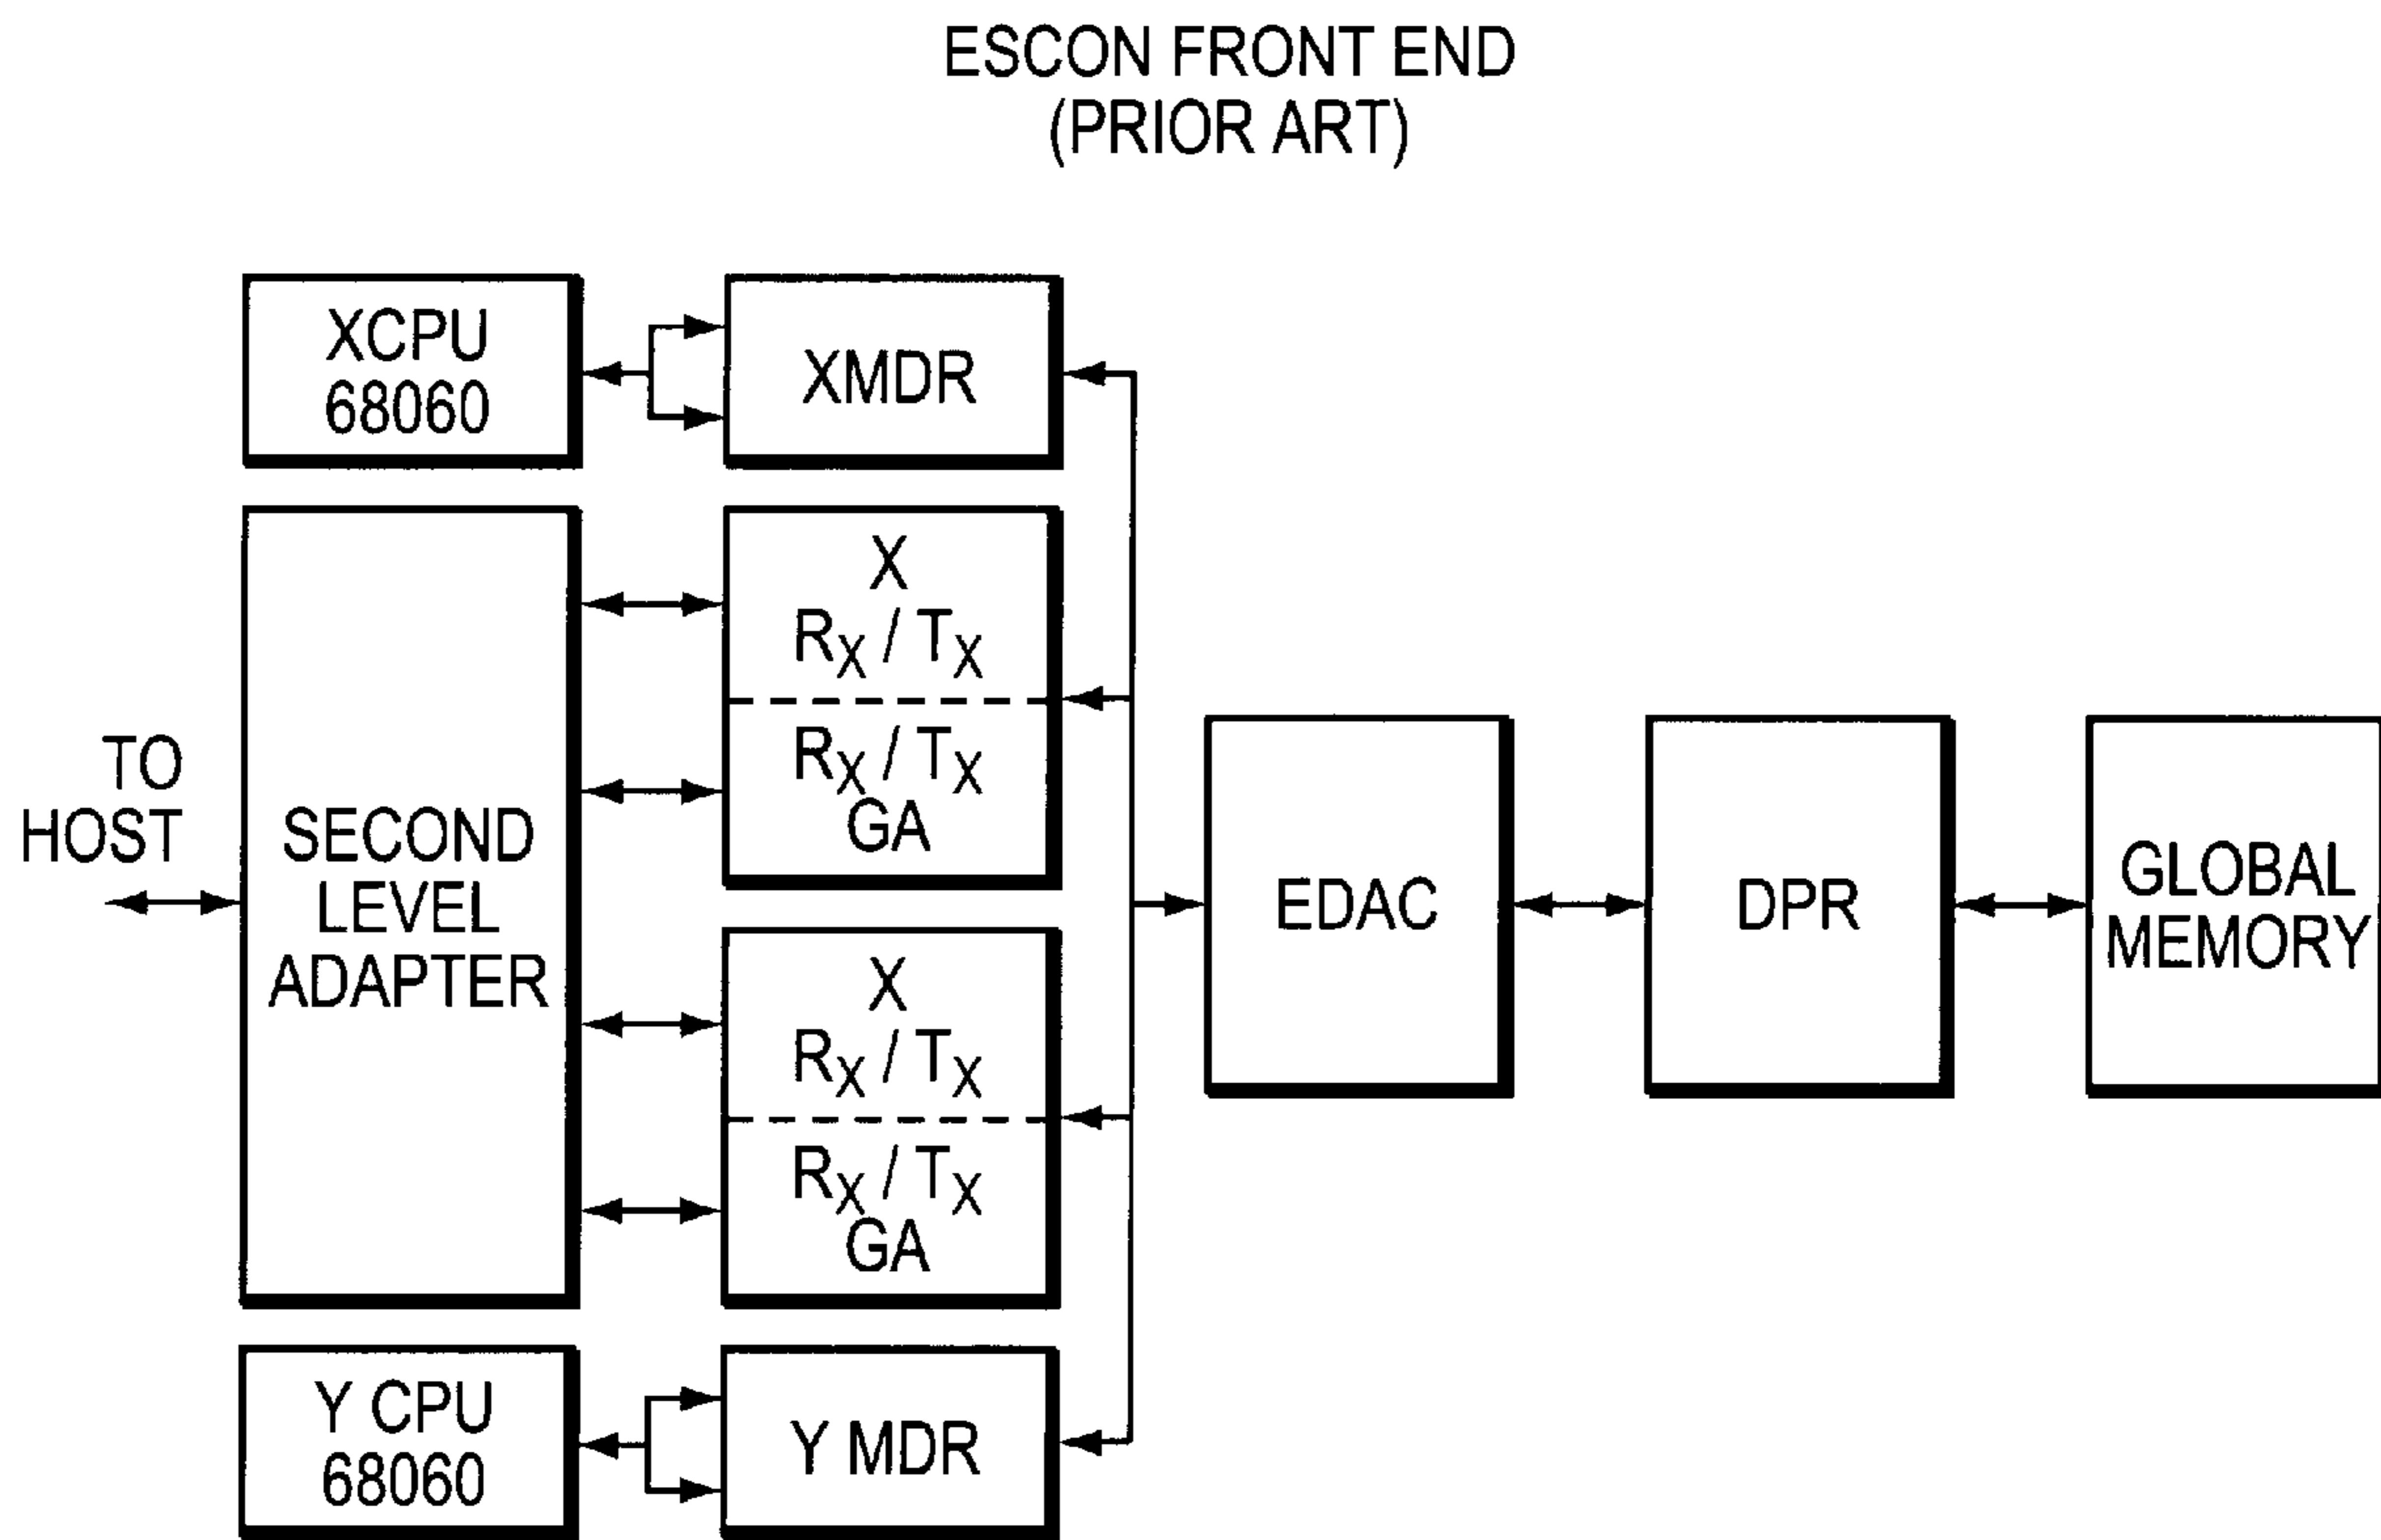 ESCON FRONT END
(PRIOR ART)
XCPU
68060
XMDR
TO
HOST
SECOND
LEVEL
ADAPTER
X
RX / TX
RX / TX
GA
X
RX / TX
RX / TX
GA
EDAC
DPR
GLOBAL
MEMORY
Y CPU
68060
Y MDR